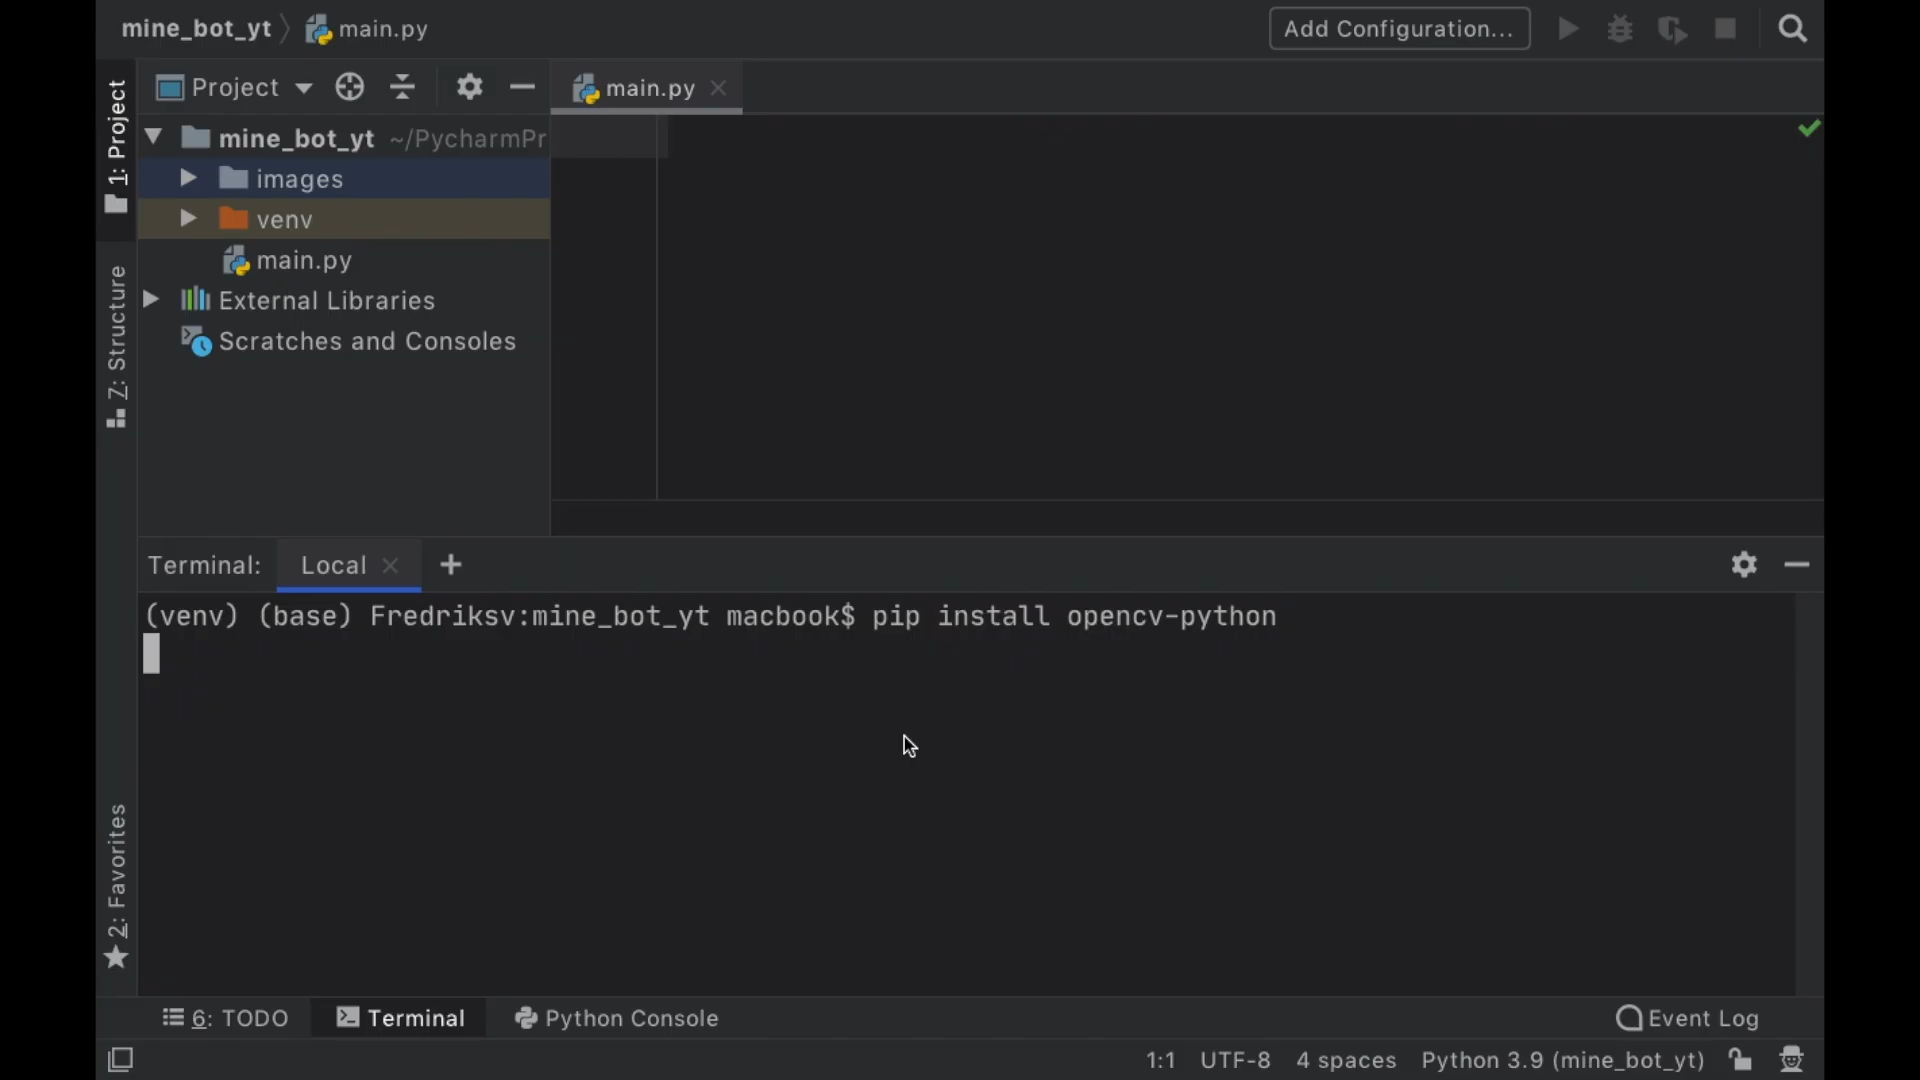 mine_bot_yt
main.py
Add Configuration...
1: Project
Project
main.py
mine_bot_yt ~/PycharmPr
images
venv
main.py
External Libraries
Scratches and Consoles
Z: Structure
2: Favorites
Terminal:
Local
(venv) (base) Fredriksv:mine_bot_yt macbook$ pip install opencv-python
6: TODO
Terminal
Python Console
Event Log
1:1 UTF-8 4 spaces Python 3.9 (mine_bot_yt)